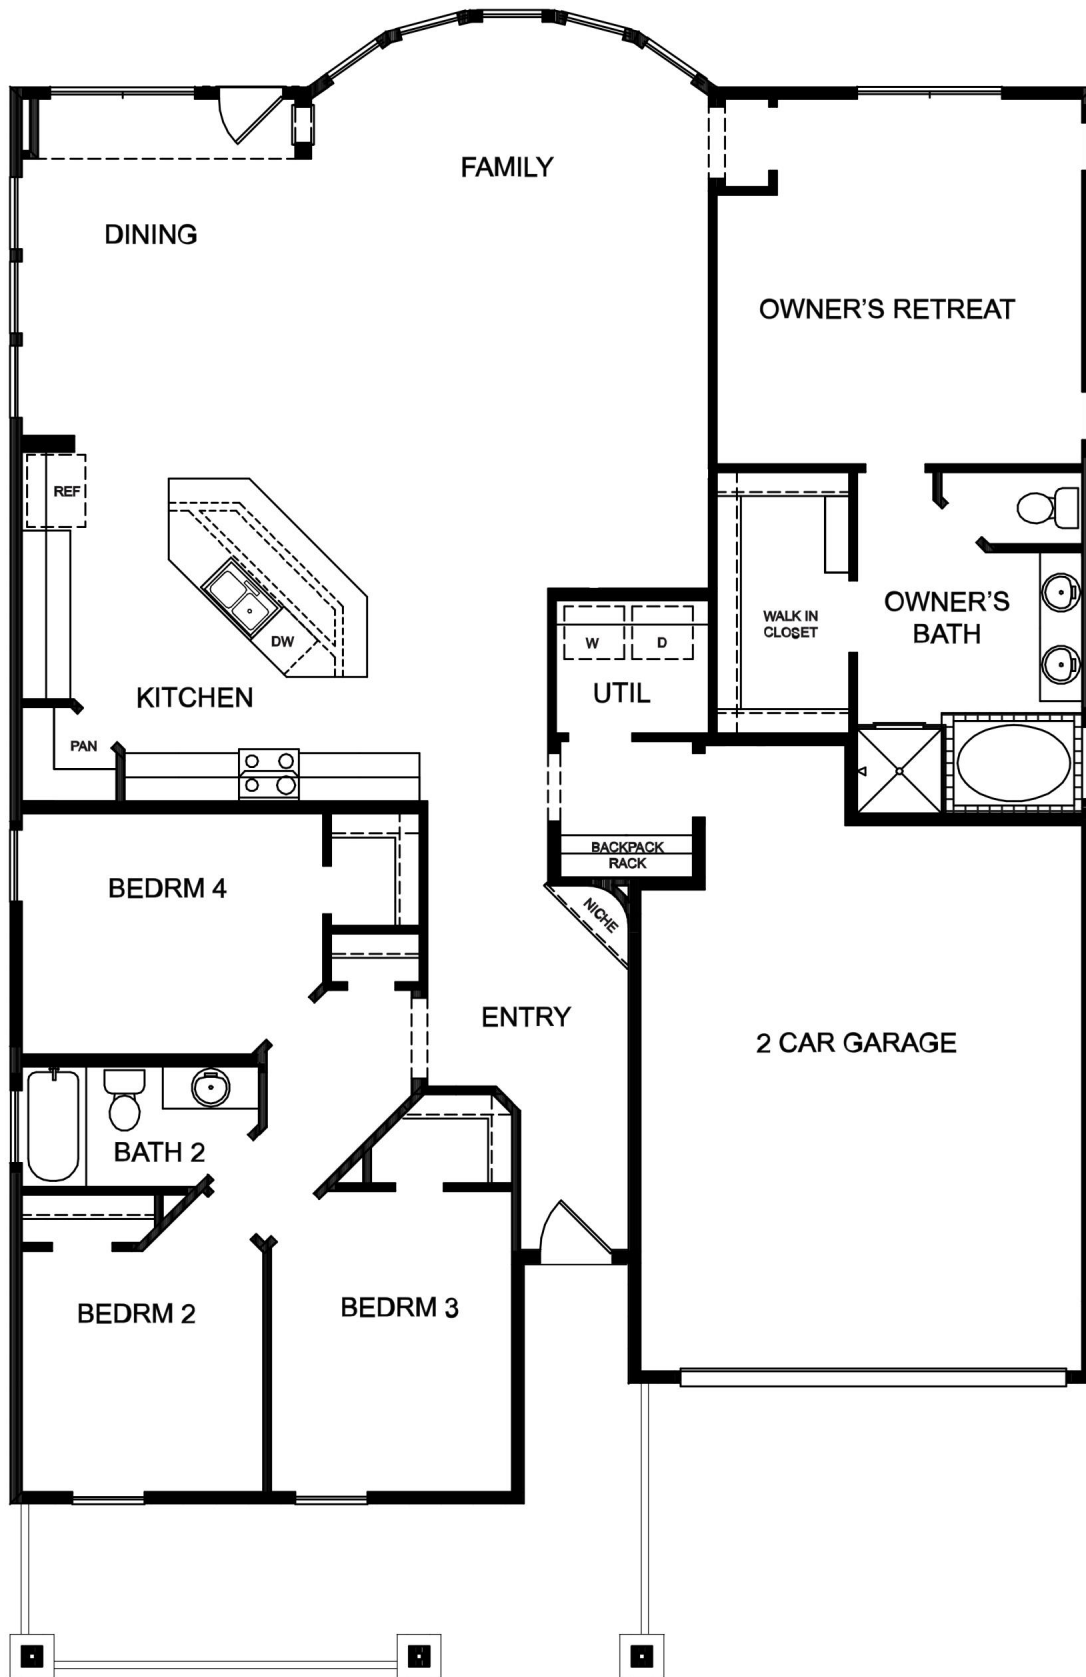 FAMILY
DINING
OWNER'S RETREAT
REF
DW
W
D
WALK IN
CLOSET
OWNER'S
BATH
UTIL
KITCHEN
PAN
BACKPACK
RACK
BEDRM 4
NICHE
ENTRY
2 CAR GARAGE
BATH 2
BEDRM 2
BEDRM 3